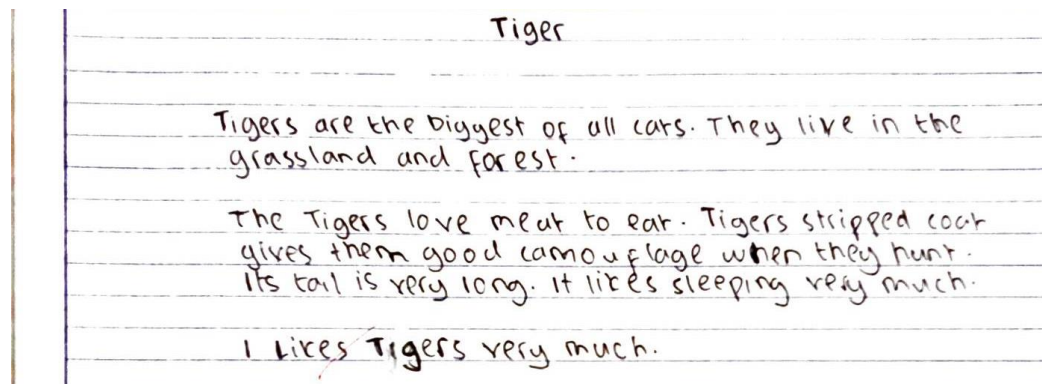 Tiger
Tigers are the biggest of all cats. They live in the
grassland and forest.
The Tigers love meat to eat. Tigers stripped coat
gives them good camouflage when they hunt.
Its tail is very long. It likes sleeping very much.
I Likes Tigers very much.